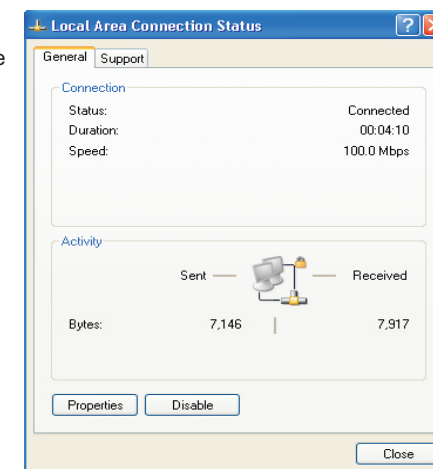 Local Area Connection Status
e
General Support
Connection
Status: Connected
Duration: 00:04:10
Speed: 100.0 Mbps
Activity
Sent Received
Bytes: 7,146 7,917
Properties Disable
Close